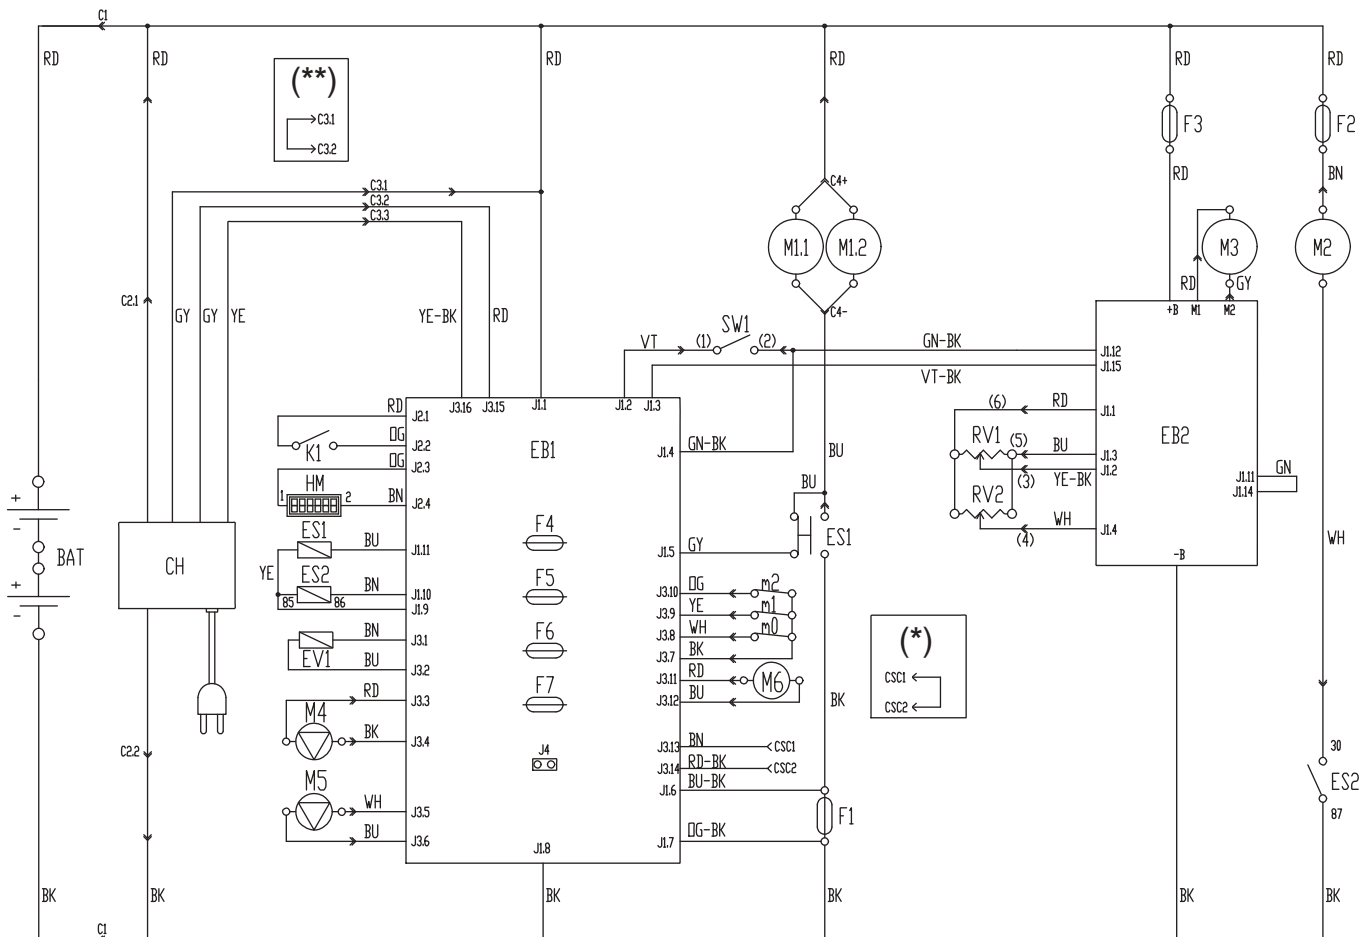 C1
RD RD RD RD RD RD
(**)
C3.1
C3.2
F3 F2
RD BN
C3.1
C3.2
C3.3
C4+
M1.1 M1.2 M3 M2
RD GY
C2.1
GY GY YE YE-BK RD
C4-
+B M1 M2
SW1
VT (1) (2) GN-BK J1.12
VT-BK J1.15
J3.16 J3.15 J1.1 J1.2 J1.3
RD J2.1
OG J2.2
K1
OG J2.3
HM
1 2 BN J2.4
EB1
GN-BK J1.4
BU
BU
(6) RD J1.1
RV1 (5) BU J1.3
(3) YE-BK J1.2
RV2
WH J1.4
(4)
EB2
J1.11 GN
J1.14
+
-
BAT
+
-
CH
ES1 BU J1.11
YE
ES2 BN J1.10
85 86 J1.9
BN J3.1
EV1 BU J3.2
RD J3.3
M4
BK J3.4
M5
WH J3.5
BU J3.6
F4
F5
F6
F7
J4
GY J1.5
ES1
OG J3.10 m2
YE J3.9 m1
WH J3.8 m0
BK J3.7
RD J3.11 M6
BU J3.12
BN J3.13 CSC1
RD-BK J3.14 CSC2
BU-BK J1.6
OG-BK J1.7
F1
BK
(*)
CSC1
CSC2
-B
WH
30
ES2
87
C2.2
J1.8
BK BK BK BK BK BK
C1